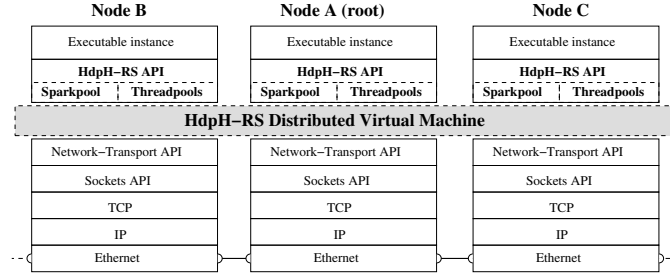 Node B Node A (root) Node C
Executable instance Executable instance Executable instance
HdpH−RS API HdpH−RS API HdpH−RS API
Sparkpool Threadpools Sparkpool Threadpools Sparkpool Threadpools
HdpH−RS Distributed Virtual Machine
Network−Transport API Network−Transport API Network−Transport API
Sockets API Sockets API Sockets API
TCP TCP TCP
IP IP IP
Ethernet Ethernet Ethernet